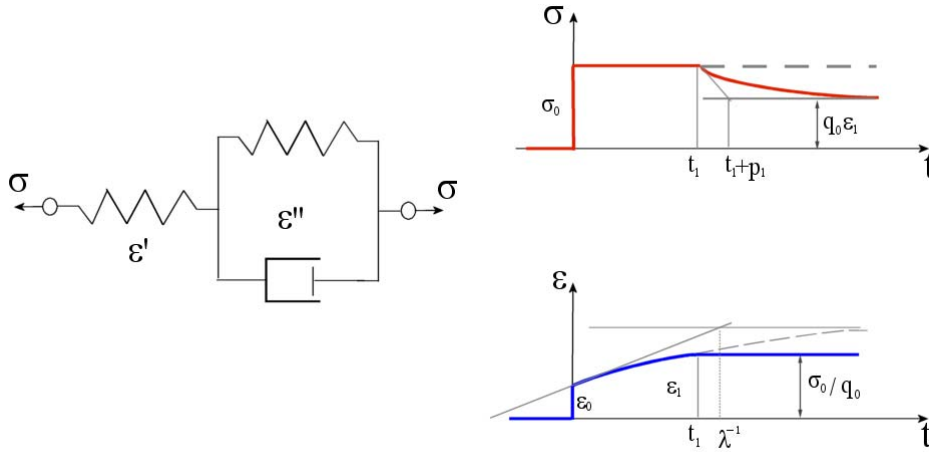 σ
σ
ε'
ε''
σ
σ₀
q₀ε₁
t₁
t₁+p₁
t
ε
ε₀
ε₁
σ₀/q₀
t₁
λ⁻¹
t